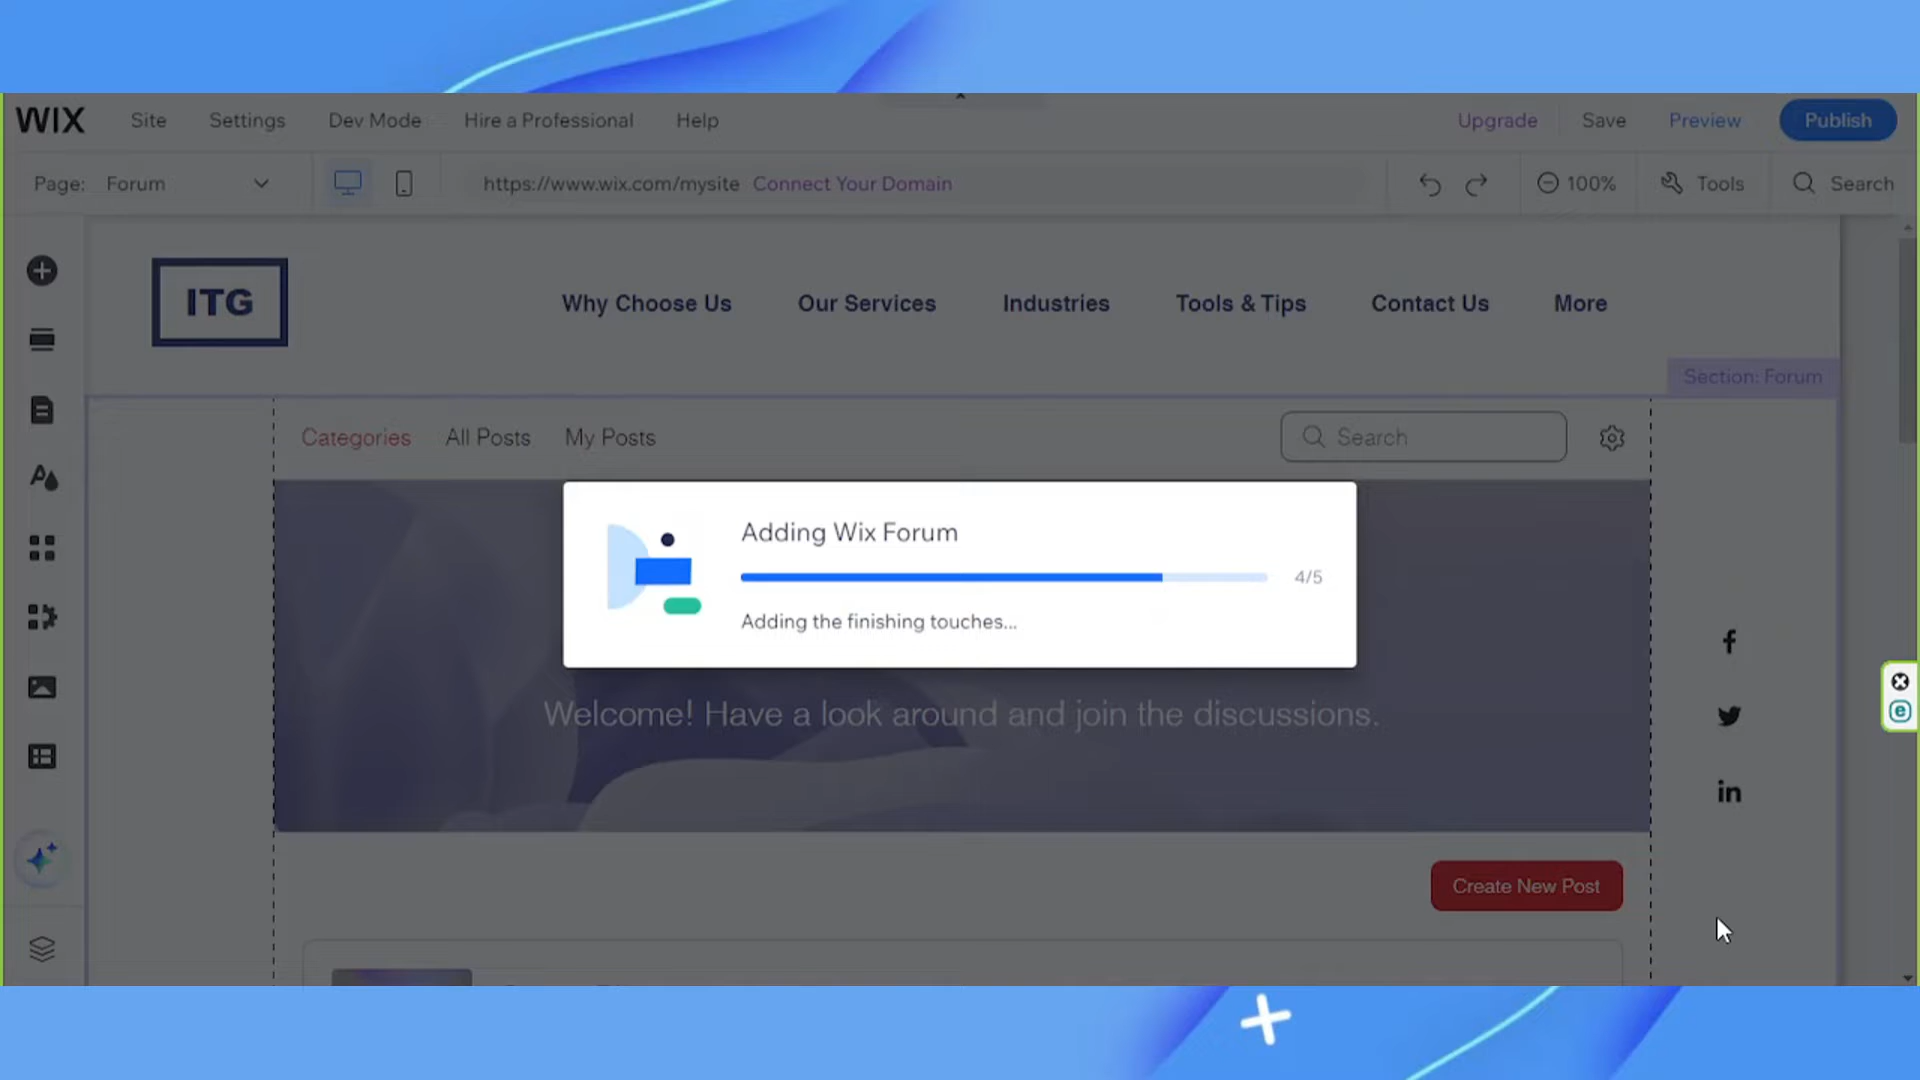 WIX Site Settings Dev Mode Hire a Professional Help Upgrade Save Preview Publish
Page: Forum https://www.wix.com/mysite Connect Your Domain 100% Tools Search
ITG Why Choose Us Our Services Industries Tools & Tips Contact Us More
Section: Forum
Categories All Posts My Posts Search
Adding Wix Forum
4/5
Adding the finishing touches...
Welcome! Have a look around and join the discussions.
Create New Post